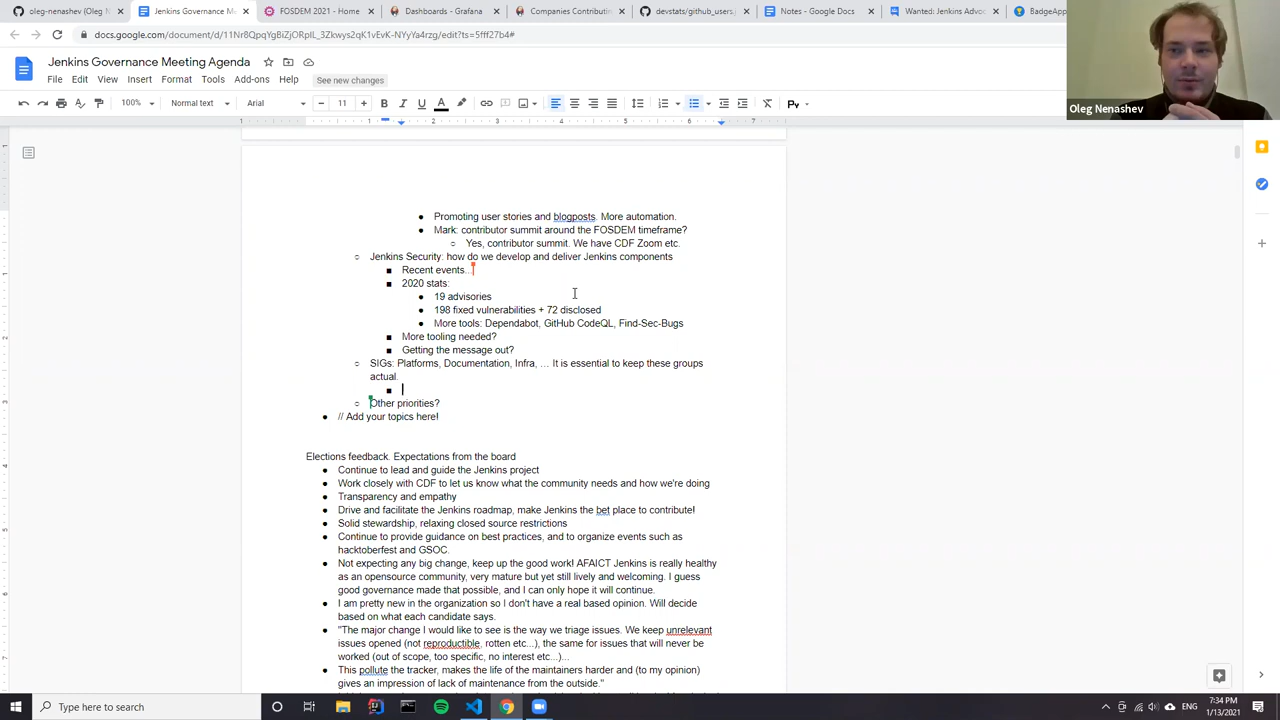 oleg-nenashev (Oleg N
Jenkins Governance M
FOSDEM 2021 - Home
Dashboards - Grafana
Companies Contributin
devstats/github_users.j
Notes - Google Docs
Wanted: Jenkins Advoc
BadgeApp
docs.google.com/document/d/11Nr8QpqYgBiZjORpIL_3Zkwys2qK1vEvK-NYyYa4rzg/edit?ts=5fff27b4#
Jenkins Governance Meeting Agenda
File Edit View Insert Format Tools Add-ons Help See new changes
100% Normal text Arial 11
Oleg Nenashev
Promoting user stories and blogposts. More automation.
Mark: contributor summit around the FOSDEM timeframe?
Yes, contributor summit. We have CDF Zoom etc.
Jenkins Security: how do we develop and deliver Jenkins components
Recent events...
2020 stats:
19 advisories
198 fixed vulnerabilities + 72 disclosed
More tools: Dependabot, GitHub CodeQL, Find-Sec-Bugs
More tooling needed?
Getting the message out?
SIGs: Platforms, Documentation, Infra, … It is essential to keep these groups
actual.
Other priorities?
// Add your topics here!
Elections feedback. Expectations from the board
Continue to lead and guide the Jenkins project
Work closely with CDF to let us know what the community needs and how we're doing
Transparency and empathy
Drive and facilitate the Jenkins roadmap, make Jenkins the bet place to contribute!
Solid stewardship, relaxing closed source restrictions
Continue to provide guidance on best practices, and to organize events such as
hacktoberfest and GSOC.
Not expecting any big change, keep up the good work! AFAICT Jenkins is really healthy
as an opensource community, very mature but yet still lively and welcoming. I guess
good governance made that possible, and I can only hope it will continue.
I am pretty new in the organization so I don't have a real based opinion. Will decide
based on what each candidate says.
"The major change I would like to see is the way we triage issues. We keep unrelevant
issues opened (not reproductible, rotten etc...), the same for issues that will never be
worked (out of scope, too specific, no interest etc...)...
This pollute the tracker, makes the life of the maintainers harder and (to my opinion)
gives an impression of lack of maintenance from the outside."
Type here to search
ENG
7:34 PM
1/13/2021